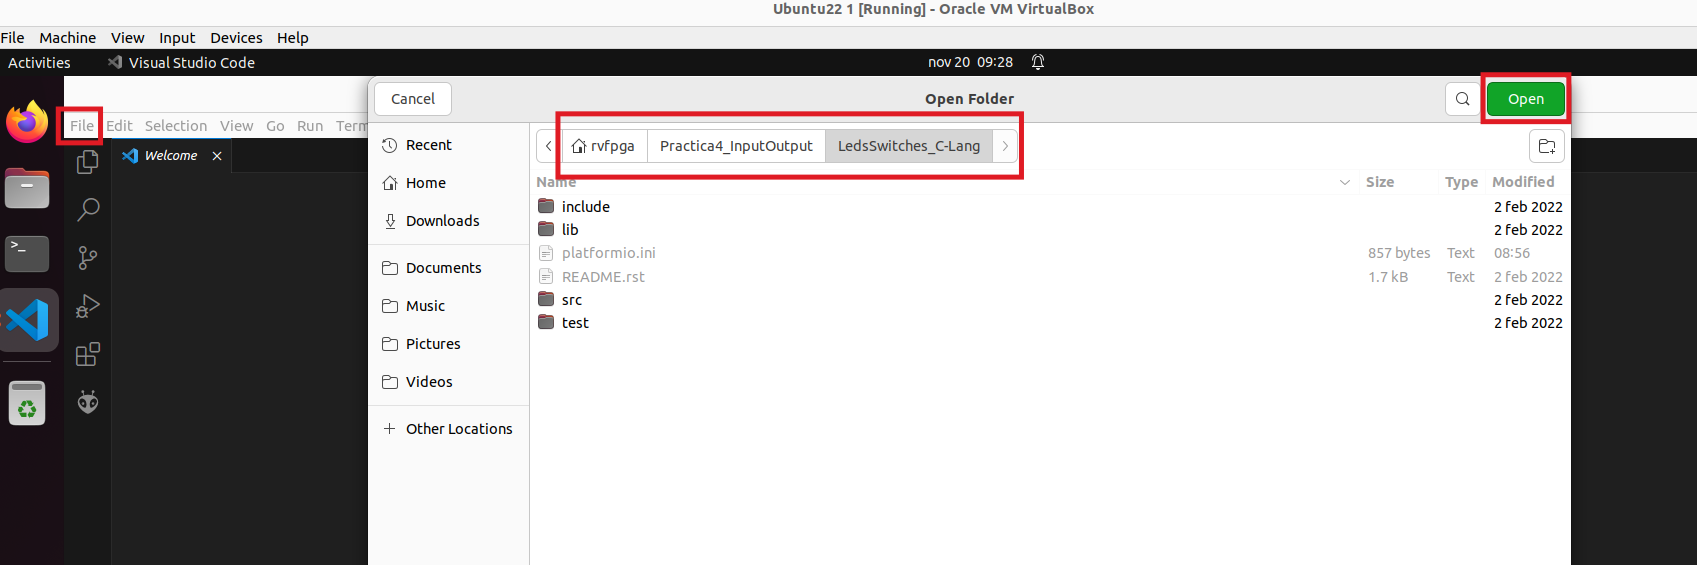 Ubuntu22 1 [Running] - Oracle VM VirtualBox
File Machine View Input Devices Help
Activities Visual Studio Code nov 20 09:28
Cancel Open Folder Open
File Edit Selection View Go Run Term
Recent rvfpga Practica4_InputOutput LedsSwitches_C-Lang
Welcome
Home Name Size Type Modified
include 2 feb 2022
Downloads lib 2 feb 2022
platformio.ini 857 bytes Text 08:56
Documents README.rst 1.7 kB Text 2 feb 2022
Music src 2 feb 2022
test 2 feb 2022
Pictures
Videos
Other Locations